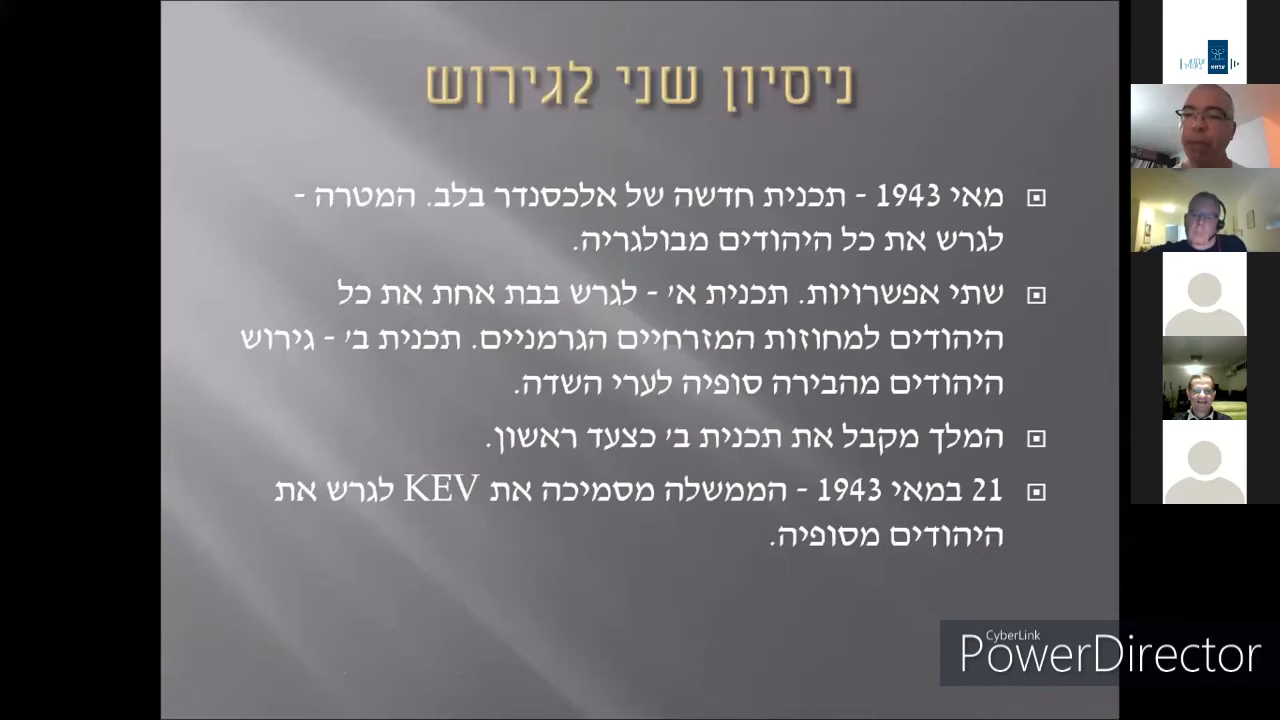 ניסיון שני לגירוש
מאי 1943 - תכנית חדשה של אלכסנדר בלב. המטרה -
לגרש את כל היהודים מבולגריה.
שתי אפשרויות. תכנית א' - לגרש בבת אחת את כל
היהודים למחוזות המזרחיים הגרמניים. תכנית ב' - גירוש
היהודים מהבירה סופיה לערי השדה.
המלך מקבל את תכנית ב' כצעד ראשון.
21 במאי 1943 - הממשלה מסמיכה את KEV לגרש את
היהודים מסופיה.
CyberLink
PowerDirector